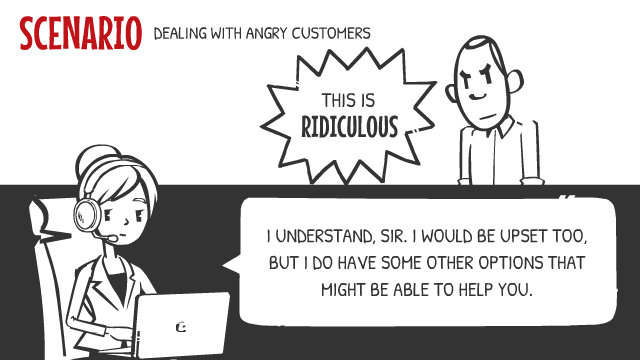 SCENARIO DEALING WITH ANGRY CUSTOMERS
THIS IS
RIDICULOUS
I UNDERSTAND, SIR. I WOULD BE UPSET TOO,
BUT I DO HAVE SOME OTHER OPTIONS THAT
MIGHT BE ABLE TO HELP YOU.